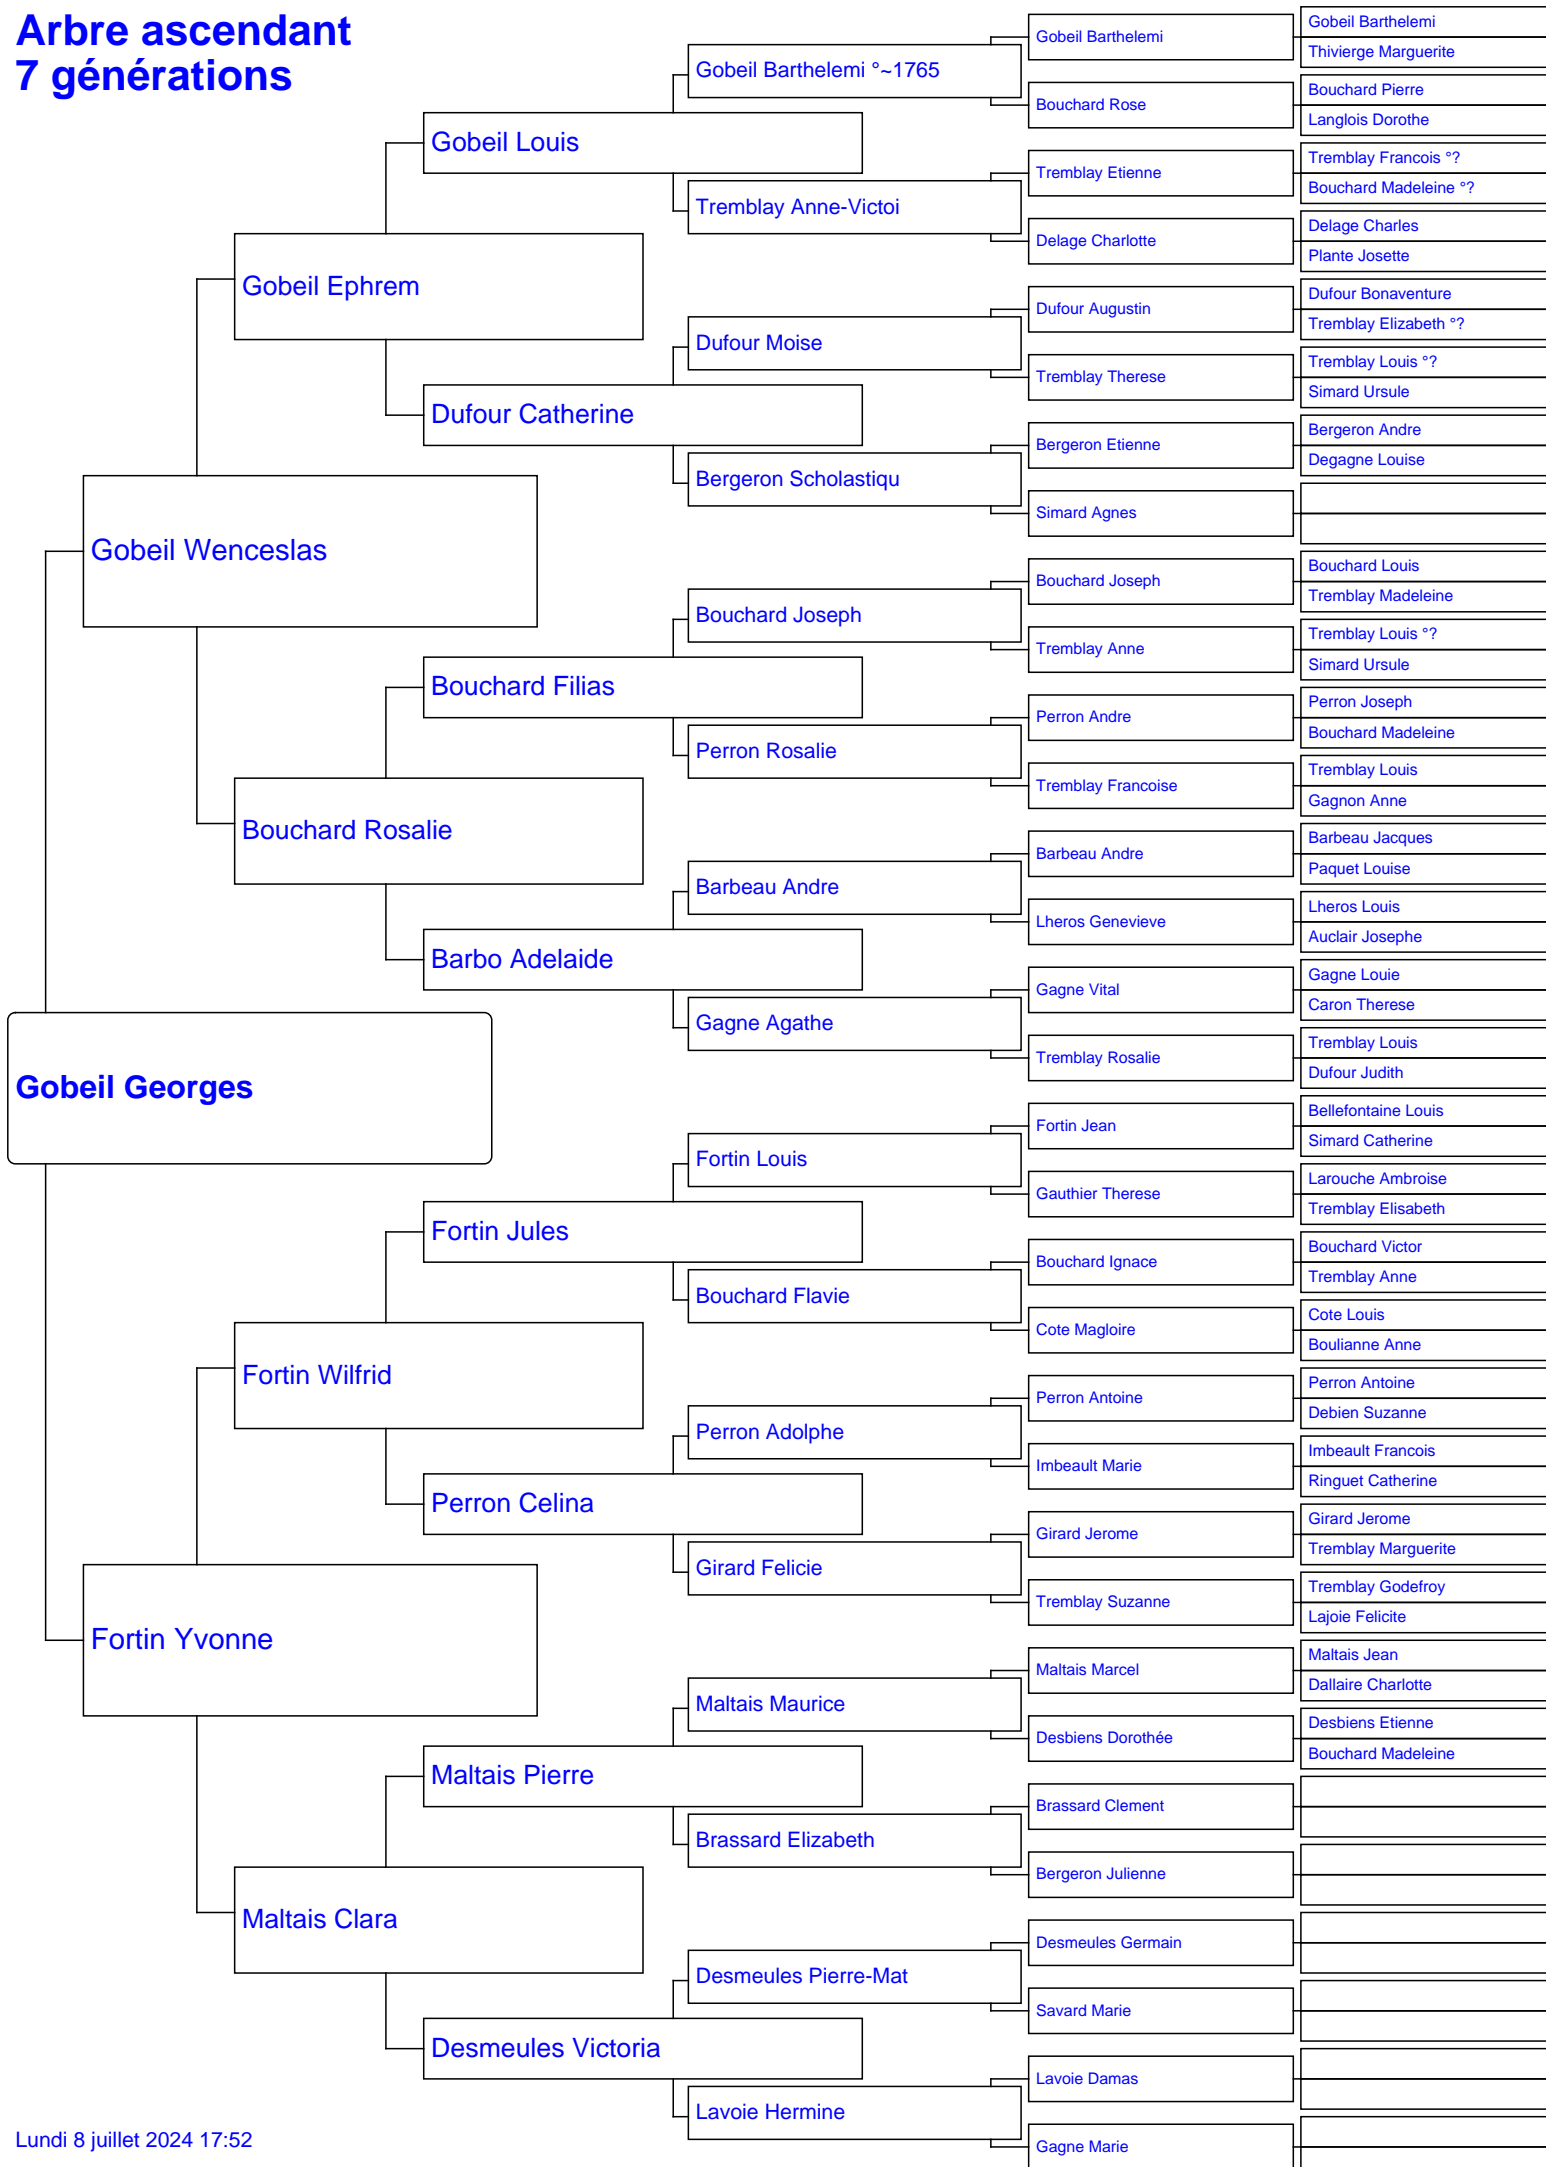 Arbre ascendant
7 générations
Gobeil Georges
Gobeil Wenceslas
Fortin Yvonne
Gobeil Ephrem
Bouchard Rosalie
Fortin Wilfrid
Maltais Clara
Gobeil Louis
Dufour Catherine
Bouchard Filias
Barbo Adelaide
Fortin Jules
Perron Celina
Maltais Pierre
Desmeules Victoria
Gobeil Barthelemi °~1765
Tremblay Anne-Victoi
Dufour Moise
Bergeron Scholastiqu
Bouchard Joseph
Perron Rosalie
Barbeau Andre
Gagne Agathe
Fortin Louis
Bouchard Flavie
Perron Adolphe
Girard Felicie
Maltais Maurice
Brassard Elizabeth
Desmeules Pierre-Mat
Lavoie Hermine
Gobeil Barthelemi
Bouchard Rose
Tremblay Etienne
Delage Charlotte
Dufour Augustin
Tremblay Therese
Bergeron Etienne
Simard Agnes
Bouchard Joseph
Tremblay Anne
Perron Andre
Tremblay Francoise
Barbeau Andre
Lheros Genevieve
Gagne Vital
Tremblay Rosalie
Fortin Jean
Gauthier Therese
Bouchard Ignace
Cote Magloire
Perron Antoine
Imbeault Marie
Girard Jerome
Tremblay Suzanne
Maltais Marcel
Desbiens Dorothée
Brassard Clement
Bergeron Julienne
Desmeules Germain
Savard Marie
Lavoie Damas
Gagne Marie
Gobeil Barthelemi
Thivierge Marguerite
Bouchard Pierre
Langlois Dorothe
Tremblay Francois °?
Bouchard Madeleine °?
Delage Charles
Plante Josette
Dufour Bonaventure
Tremblay Elizabeth °?
Tremblay Louis °?
Simard Ursule
Bergeron Andre
Degagne Louise
Bouchard Louis
Tremblay Madeleine
Tremblay Louis °?
Simard Ursule
Perron Joseph
Bouchard Madeleine
Tremblay Louis
Gagnon Anne
Barbeau Jacques
Paquet Louise
Lheros Louis
Auclair Josephe
Gagne Louie
Caron Therese
Tremblay Louis
Dufour Judith
Bellefontaine Louis
Simard Catherine
Larouche Ambroise
Tremblay Elisabeth
Bouchard Victor
Tremblay Anne
Cote Louis
Boulianne Anne
Perron Antoine
Debien Suzanne
Imbeault Francois
Ringuet Catherine
Girard Jerome
Tremblay Marguerite
Tremblay Godefroy
Lajoie Felicite
Maltais Jean
Dallaire Charlotte
Desbiens Etienne
Bouchard Madeleine
Lundi 8 juillet 2024 17:52